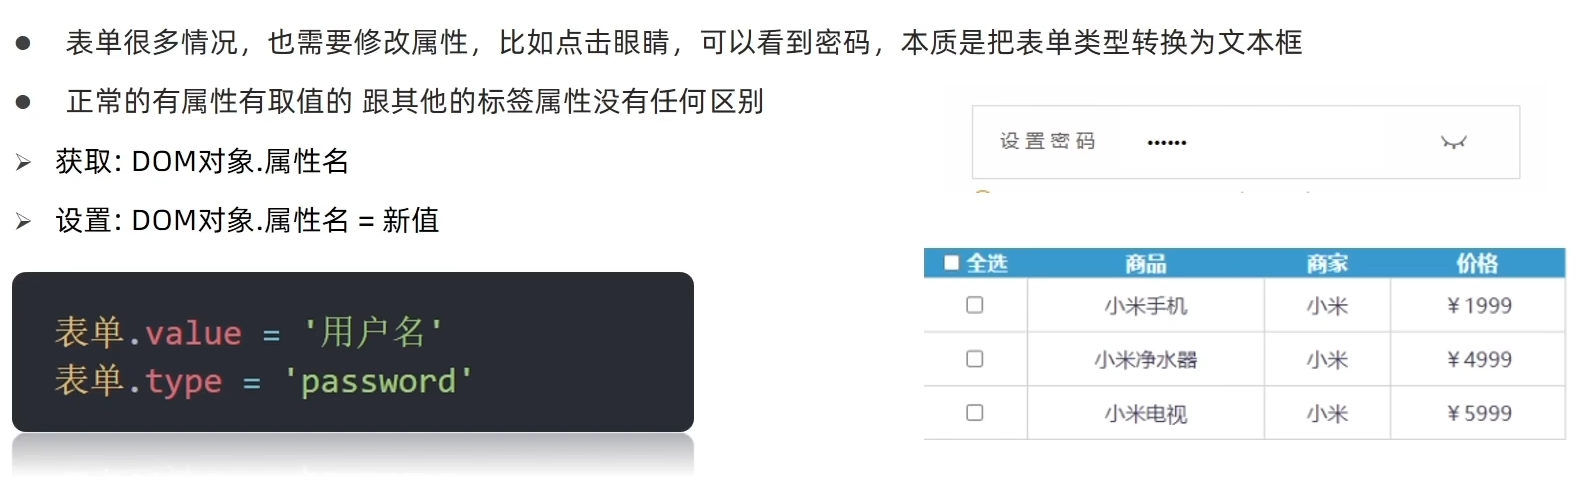 ● 表单很多情况，也需要修改属性，比如点击眼睛，可以看到密码，本质是把表单类型转换为文本框
● 正常的有属性有取值的 跟其他的标签属性没有任何区别
➢ 获取: DOM对象.属性名
➢ 设置: DOM对象.属性名 = 新值
表单.value = '用户名'
表单.type = 'password'
设置密码 ••••••
全选 商品 商家 价格
小米手机 小米 ￥1999
小米净水器 小米 ￥4999
小米电视 小米 ￥5999